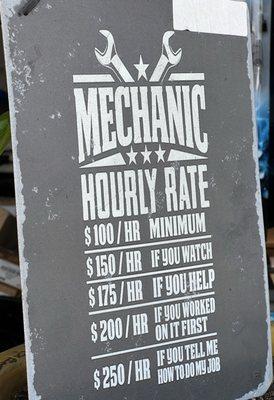 MECHANIC
HOURLY RATE
$100/HR MINIMUM
$150/HR IF YOU WATCH
$175/HR IF YOU HELP
$200/HR IF YOU WORKED
ON IT FIRST
$250/HR IF YOU TELL ME
HOW TO DO MY JOB